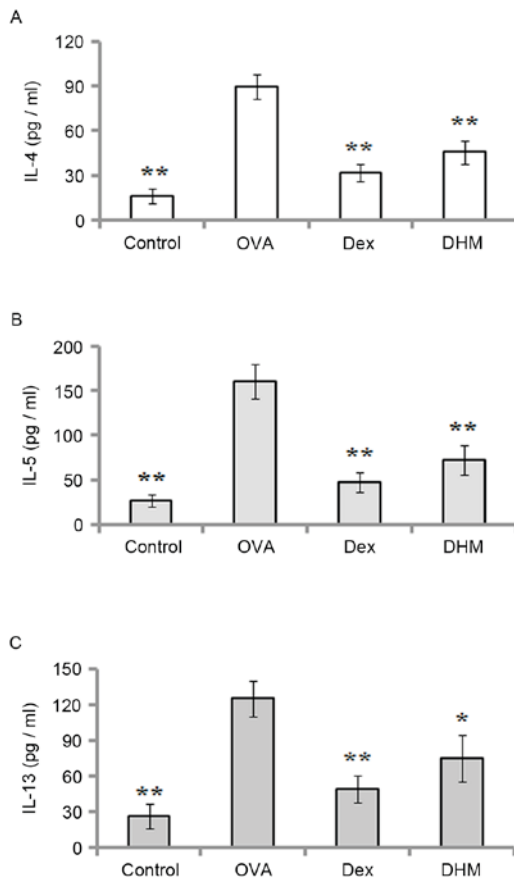 A
IL-4 (pg / ml)
120
90
60
30
0
**
**
**
Control OVA Dex DHM
B
IL-5 (pg / ml)
200
150
100
50
0
**
**
**
Control OVA Dex DHM
C
IL-13 (pg / ml)
150
120
90
60
30
0
**
**
*
Control OVA Dex DHM